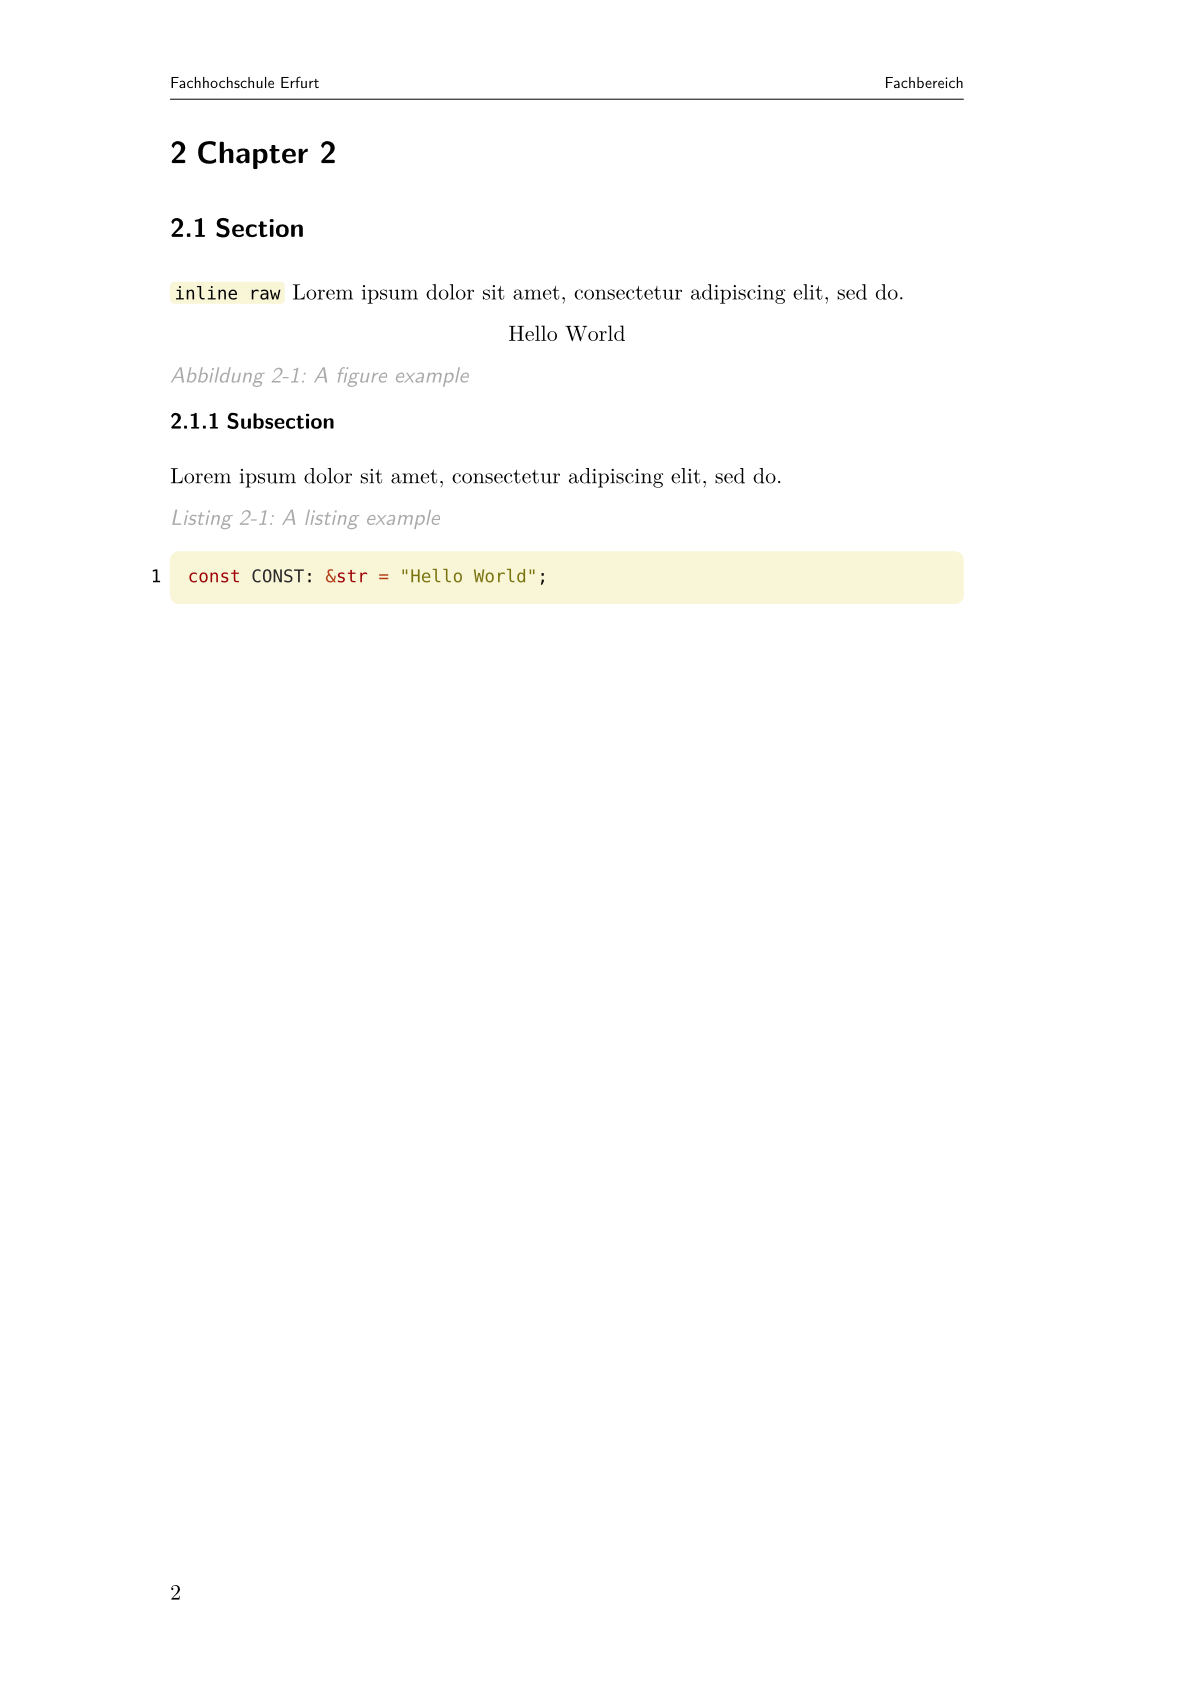 Fachhochschule Erfurt Fachbereich
2 Chapter 2
2.1 Section
inline raw Lorem ipsum dolor sit amet, consectetur adipiscing elit, sed do.
Hello World
Abbildung 2-1: A figure example
2.1.1 Subsection
Lorem ipsum dolor sit amet, consectetur adipiscing elit, sed do.
Listing 2-1: A listing example
1 const CONST: &str = "Hello World";
2